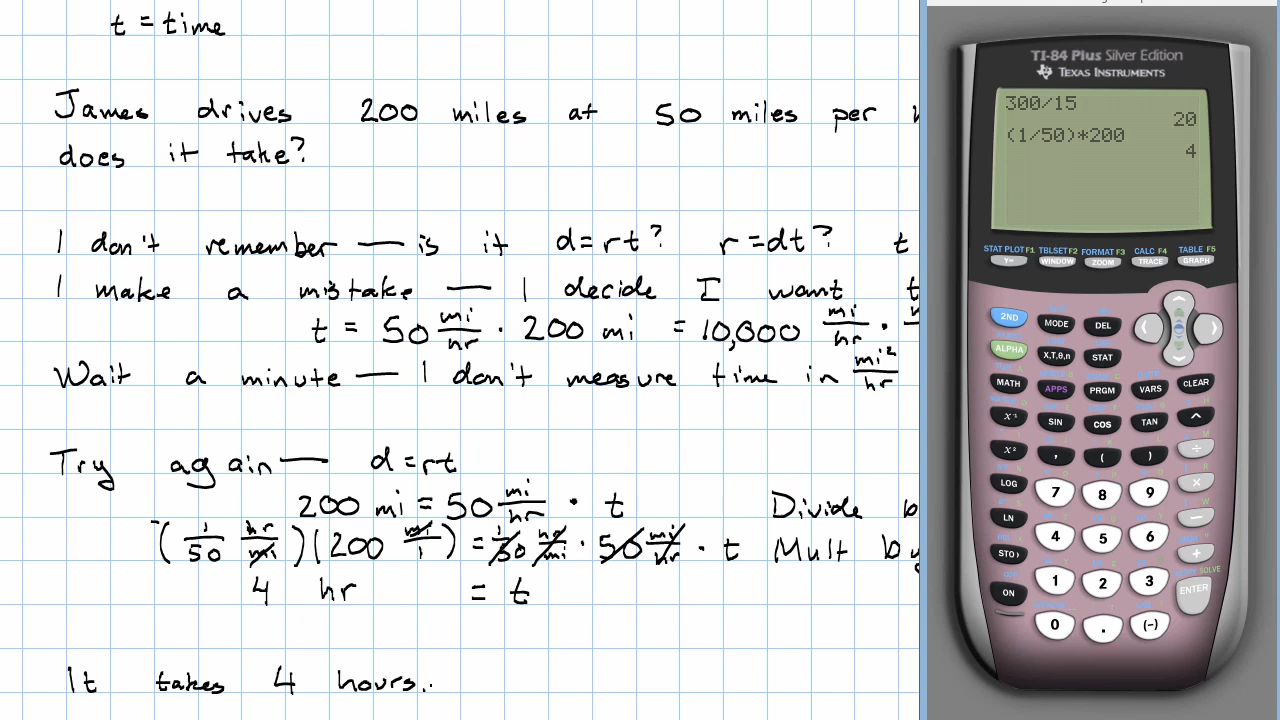 t = time
James drives 200 miles at 50 miles per
does it take?
I don't remember — is it d=rt? r=dt? t
I make a mistake — I decide I want t
t = 50 mi/hr · 200 mi = 10,000 mi/hr ·
Wait a minute — I don't measure time in mi²/hr
Try again — d=rt
200 mi = 50 mi/hr · t Divide b
(1/50 hr/mi)(200 mi/1) = 1/50 hr/mi · 50 mi/hr · t Mult by
4 hr = t
It takes 4 hours.
TI-84 Plus Silver Edition
TEXAS INSTRUMENTS
300/15
20
(1/50)*200
4
STAT PLOT F1 TBLSET F2 FORMAT F3 CALC F4 TABLE F5
Y= WINDOW ZOOM TRACE GRAPH
2ND MODE DEL
ALPHA X,T,θ,n STAT
MATH APPS PRGM VARS CLEAR
x⁻¹ SIN COS TAN ^
x² , ( ) ÷
LOG 7 8 9 ×
LN 4 5 6 −
STO› 1 2 3 +
SOLVE
ON 0 . (-) ENTER